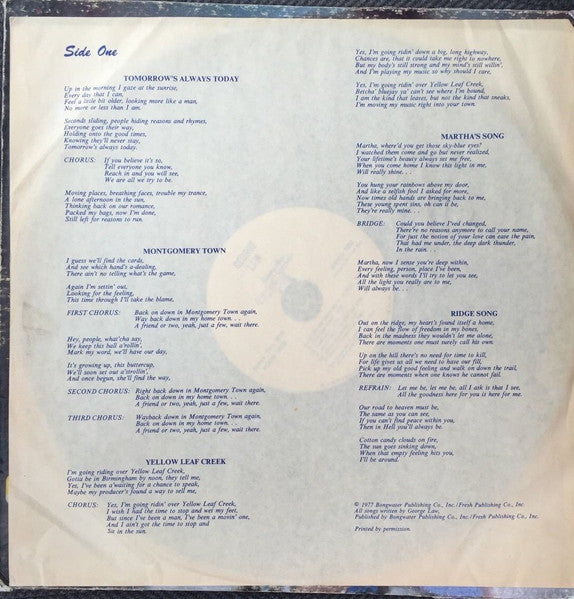 Side One
TOMORROW'S ALWAYS TODAY
Up in the morning I gaze at the sunrise,
Every day that I can,
Feel a little bit older, looking more like a man,
No more or less than I am.
Seconds sliding, people hiding reasons and rhymes,
Everyone goes their way,
Holding onto the good times,
Knowing they'll never stay,
Tomorrow's always today.
CHORUS: If you believe it's so,
Tell everyone you know,
Reach in and you will see,
We are all we try to be.
Moving places, breathing faces, trouble my trance,
A lone afternoon in the sun,
Thinking back on our romance,
Packed my bags, now I'm done,
Still left for reasons to run.
MONTGOMERY TOWN
I guess we'll find the cards,
And see which hand's a-dealing,
There ain't no telling what's the game,
Again I'm settin' out,
Looking for the feeling,
This time through I'll take the blame,
FIRST CHORUS: Back on down in Montgomery Town again,
Way back down in my home town. . .
A friend or two, yeah, just a few, wait there.
Hey, people, what'cha say,
We keep this ball a'rollin',
Mark my word, we'll have our day,
It's growing up, this buttercup,
We'll soon set out a'strollin',
And once begun, she'll find the way,
SECOND CHORUS: Right back down in Montgomery Town again,
Back on down in my home town. . .
A friend or two, yeah, just a few, wait there.
THIRD CHORUS: Wayback down in Montgomery Town again,
Back on down in my home town. . .
A friend or two, yeah, just a few, wait there.
YELLOW LEAF CREEK
I'm going riding over Yellow Leaf Creek,
Gotta be in Birmingham by noon, they tell me,
Yes, I've been a waiting for a chance to speak,
Maybe my producer'll found a way to sell me,
CHORUS: Yes, I'm going ridin' over Yellow Leaf Creek,
I wish I had the time to stop and wet my feet,
But since I've been a man, I've been a movin' one,
And I ain't got the time to stop and
Sit in the sun.
Yes, I'm going ridin' down a big, long highway,
Chances are, that it could take me right to nowhere,
But my body's still strong and my mind's still willin',
And I'm playing my music so why should I care,
Yes, I'm going ridin' over Yellow Leaf Creek,
Betcha' bluejay ya' can't see where I'm bound,
I am the kind that leaves, but not the kind that sneaks,
I'm moving my music right into your town.
MARTHA'S SONG
Martha, where'd you get those sky-blue eyes?
I watched them come and go but never realized,
Your lifetime's beauty always set me free,
When you come home I know this light in me,
Will really shine. . .
You hung your rainbows above my door,
And like a selfish fool I asked for more,
Now times old hands are bringing back to me,
These young spent sins, oh can it be,
They're really mine. . .
BRIDGE: Could you believe I'ved changed,
There're no reasons anymore to call your name,
For just the notion of your love can ease the pain,
That had me under, the deep dark thunder,
In the rain. . .
Martha, now I sense you're deep within,
Every feeling, person, place I've been,
And with these words I'll try to let you see,
All the light you really are to me,
Will always be. . .
RIDGE SONG
Out on the ridge, my heart's found itself a home,
I can feel the flow of freedom in my bones,
Back in the madness they wouldn't let me alone,
There are moments one must surely call his own.
Up on the hill there's no need for time to kill,
For life gives us all we need to have our fill,
Pick up my old good feeling and walk on down the trail,
There are moments when one knows he cannot fail.
REFRAIN: Let me be, let me be, all I ask is that I see,
All the goodness here for you is here for me.
Our road to heaven must be,
The same as you can see,
If you can't find peace within you,
Then in Hell you'll always be.
Cotton candy clouds on fire,
The sun goes sinking down,
When that empty feeling hits you,
I'll be around.
© 1977 Bongwater Publishing Co., Inc./Fresh Publishing Co., Inc.
All songs written by George Law,
Published by Bongwater Publishing Co., Inc./Fresh Publishing Co., Inc.
Printed by permission.